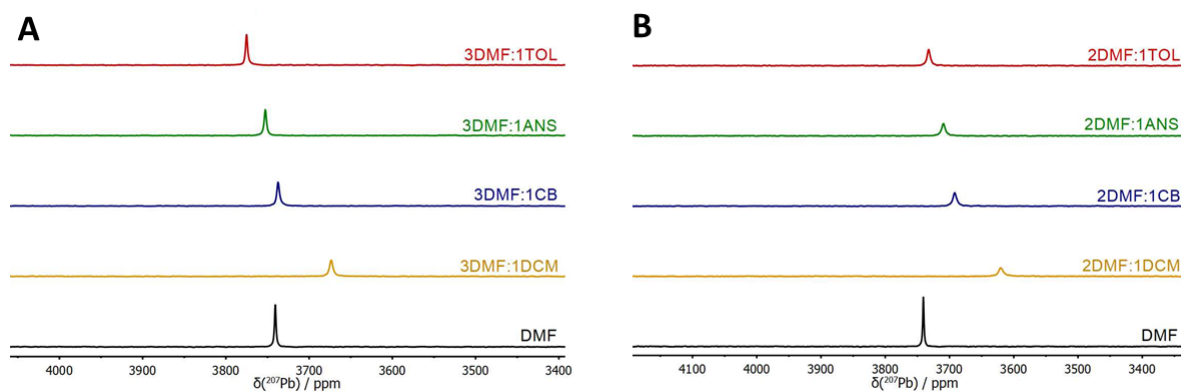 A
3DMF:1TOL
3DMF:1ANS
3DMF:1CB
3DMF:1DCM
DMF
4000 3900 3800 3700 3600 3500 3400
δ(²⁰⁷Pb) / ppm
B
2DMF:1TOL
2DMF:1ANS
2DMF:1CB
2DMF:1DCM
DMF
4100 4000 3900 3800 3700 3600 3500 3400
δ(²⁰⁷Pb) / ppm